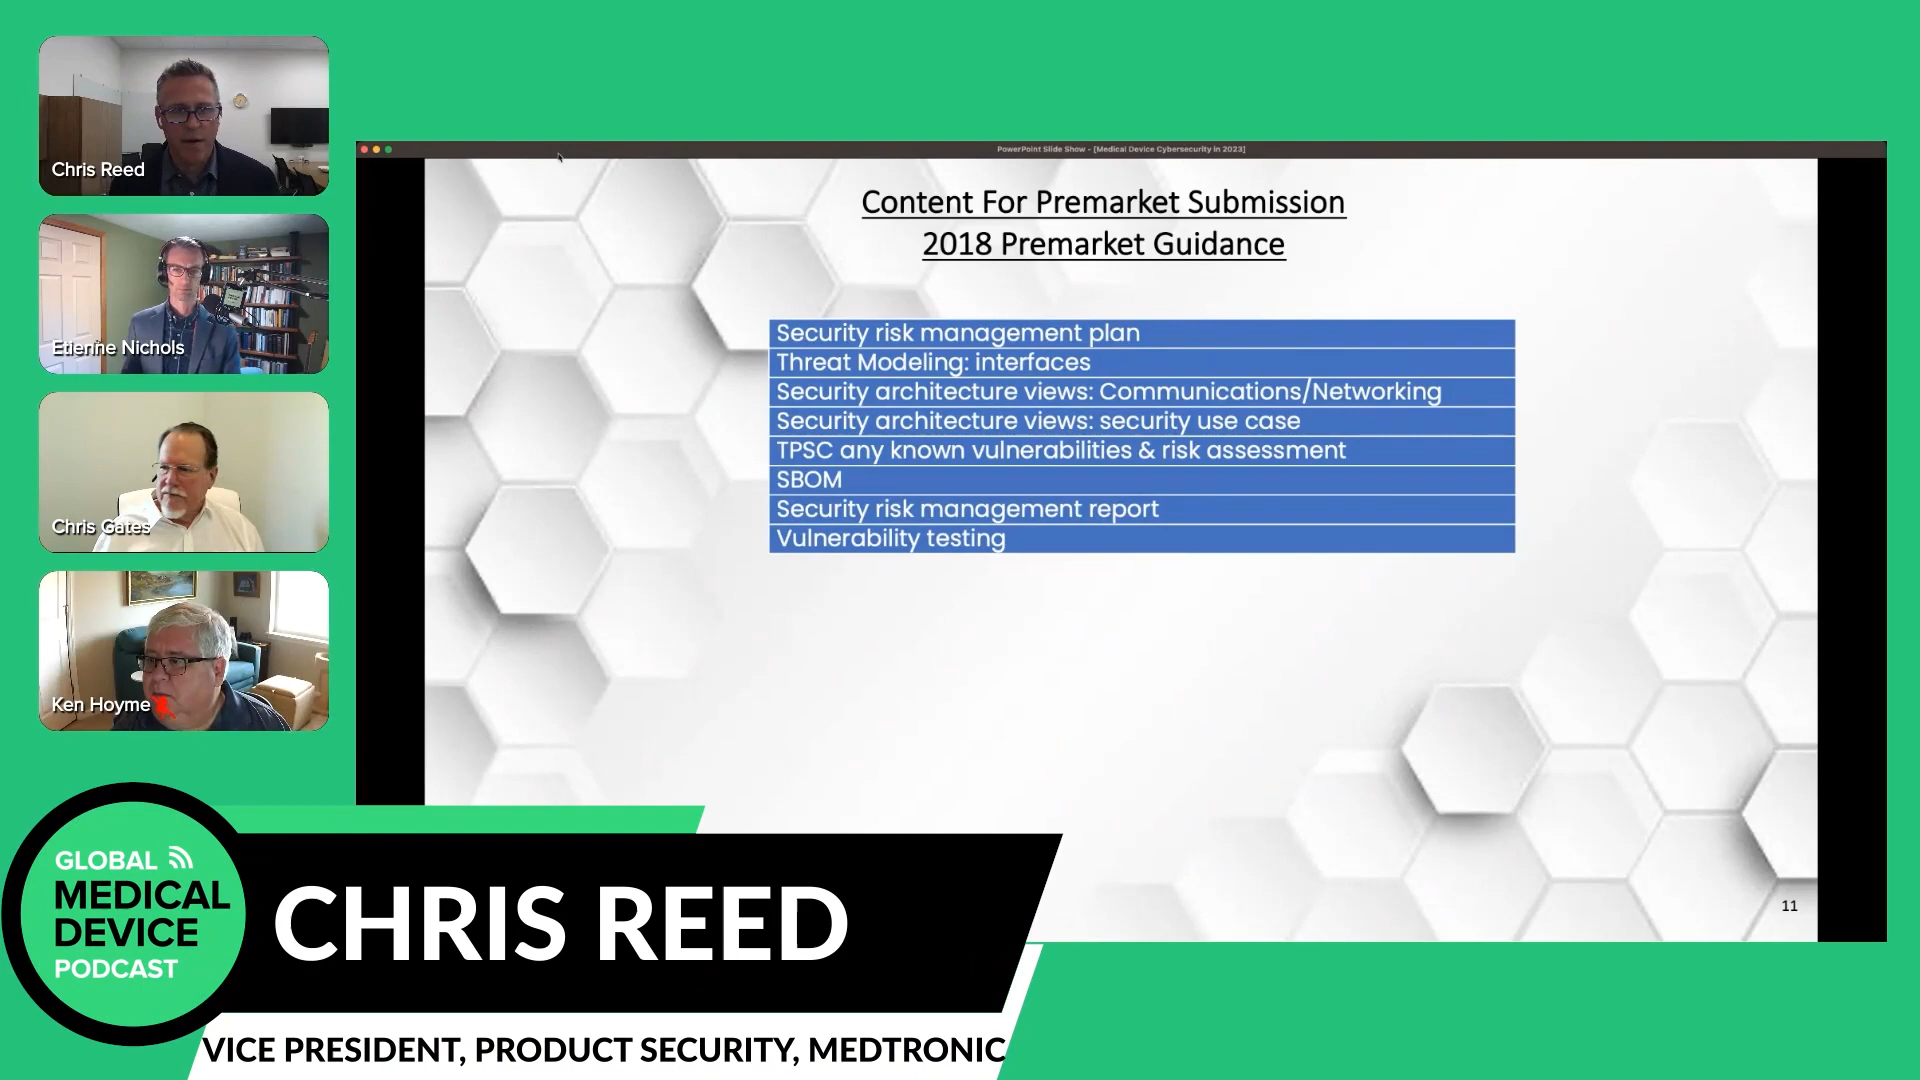 Chris Reed
Etienne Nichols
Chris Gates
Ken Hoyme
PowerPoint Slide Show - [Medical Device Cybersecurity in 2023]
Content For Premarket Submission
2018 Premarket Guidance
Security risk management plan
Threat Modeling: interfaces
Security architecture views: Communications/Networking
Security architecture views: security use case
TPSC any known vulnerabilities & risk assessment
SBOM
Security risk management report
Vulnerability testing
11
GLOBAL
MEDICAL
DEVICE
PODCAST
CHRIS REED
VICE PRESIDENT, PRODUCT SECURITY, MEDTRONIC